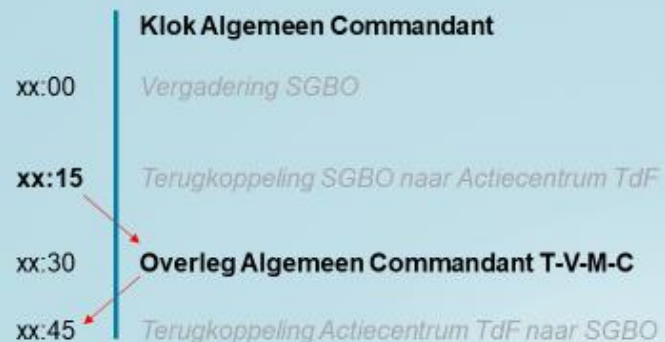 Klok Algemeen Commandant
xx:00 Vergadering SGBO
xx:15 Terugkoppeling SGBO naar Actiecentrum TdF
xx:30 Overleg Algemeen Commandant T-V-M-C
xx:45 Terugkoppeling Actiecentrum TdF naar SGBO